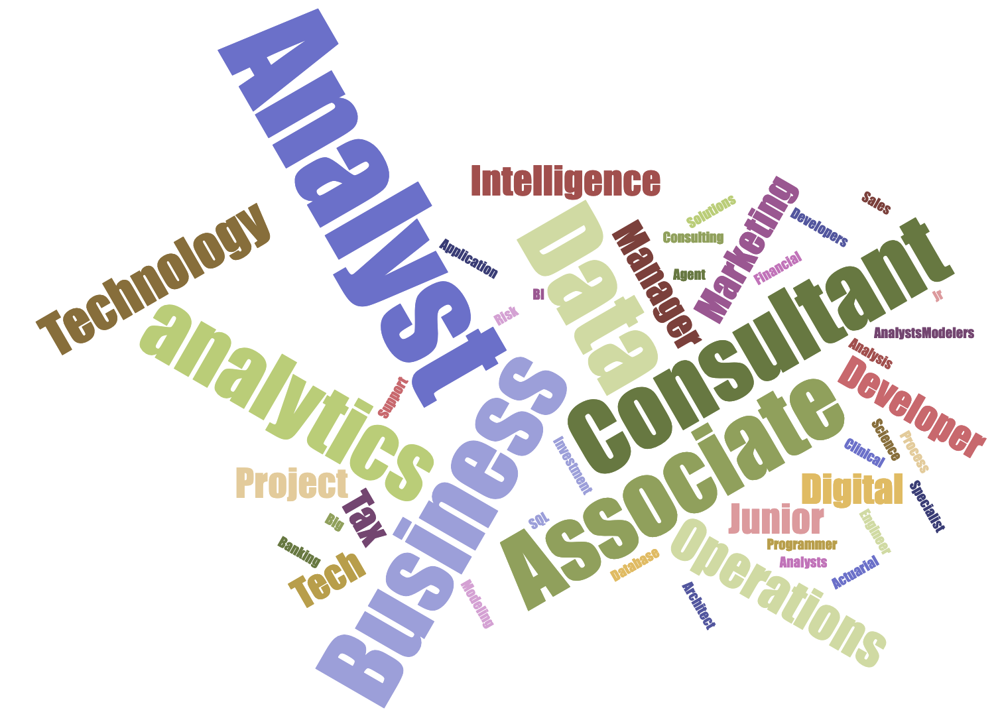 Analyst
Intelligence
Marketing
Sales
Solutions
Developers
Technology
Data
Manager
Consulting
Application
Consultant
Financial
Agent
BI
Jr
Risk
analytics
AnalystsModelers
Analysis
Business
Support
Associate
Developer
Science
Process
Clinical
Investment
Project
Digital
Tax
Specialist
Junior
Big
SQL
Engineer
Operations
Programmer
Banking
Tech
Database
Analysts
Actuarial
Modeling
Architect